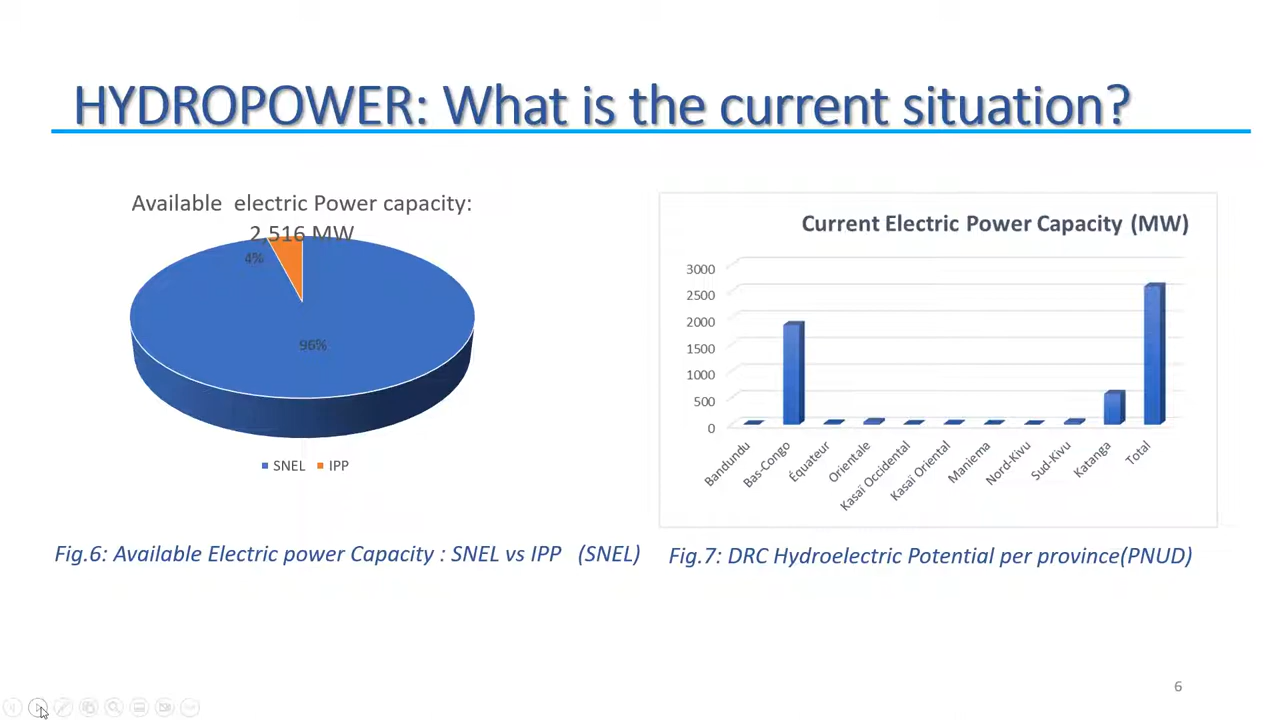 HYDROPOWER: What is the current situation?
Available electric Power capacity:
2,516 MW
4%
96%
SNEL IPP
Fig.6: Available Electric power Capacity : SNEL vs IPP (SNEL)
Current Electric Power Capacity (MW)
3000
2500
2000
1500
1000
500
0
Bandundu
Bas-Congo
Équateur
Orientale
Kasaï Occidental
Kasaï Oriental
Maniema
Nord-Kivu
Sud-Kivu
Katanga
Total
Fig.7: DRC Hydroelectric Potential per province(PNUD)
6